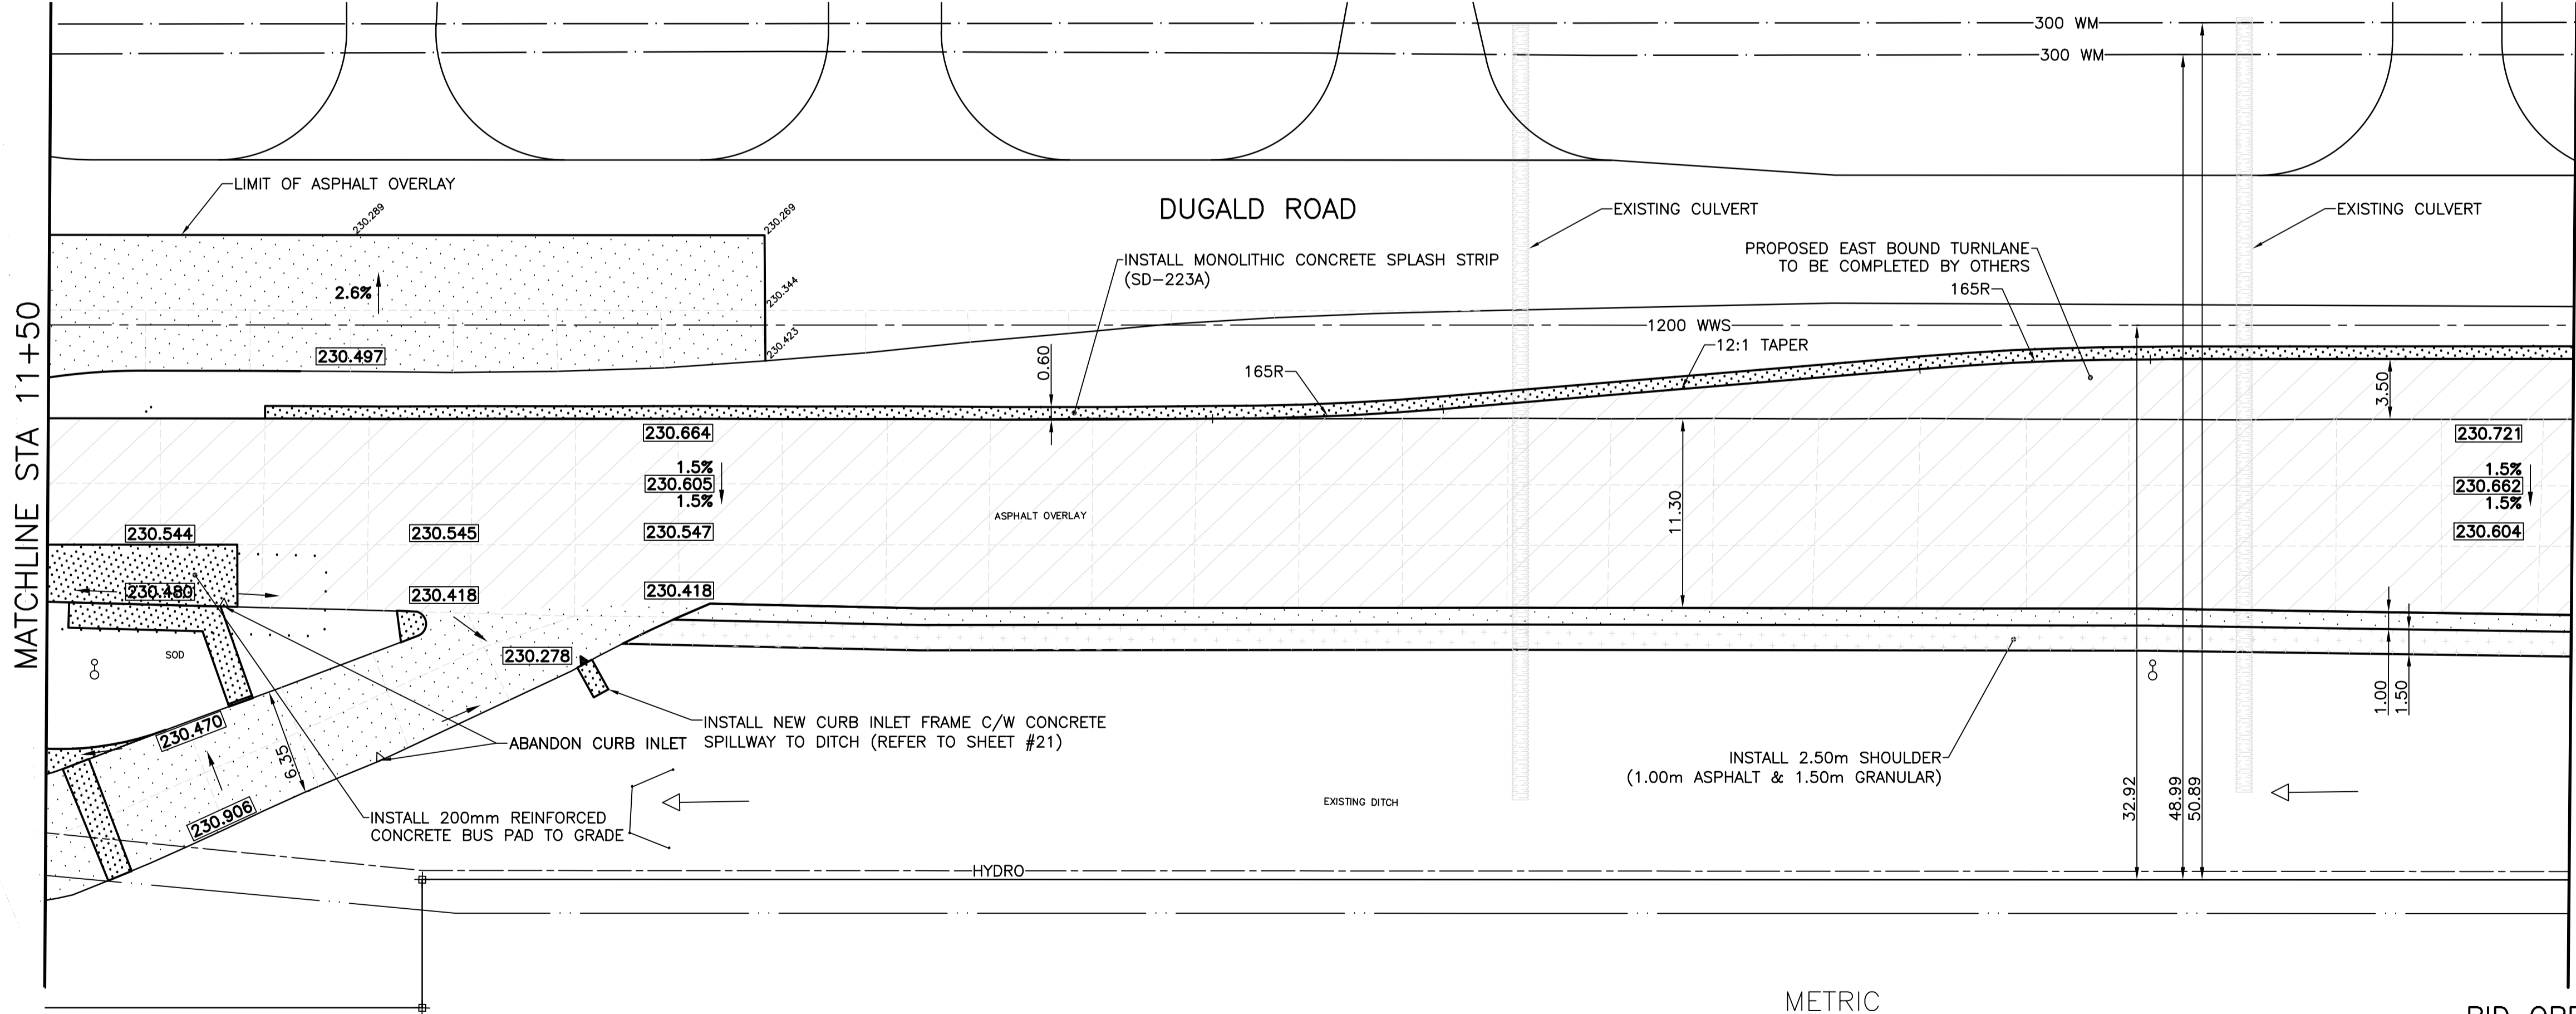 300 WM
300 WM
LIMIT OF ASPHALT OVERLAY
230.289
230.269
DUGALD ROAD
EXISTING CULVERT
EXISTING CULVERT
INSTALL MONOLITHIC CONCRETE SPLASH STRIP
(SD-223A)
PROPOSED EAST BOUND TURNLANE
TO BE COMPLETED BY OTHERS
165R
2.6%
230.344
1200 WWS
230.423
12:1 TAPER
230.497
0.60
165R
3.50
MATCHLINE STA 11+50
230.664
1.5%
230.605
1.5%
230.547
230.721
1.5%
230.662
1.5%
230.604
ASPHALT OVERLAY
11.30
230.544
230.545
230.480
230.418
230.418
SOD
230.278
1.00
1.50
230.470
6.35
INSTALL NEW CURB INLET FRAME C/W CONCRETE
SPILLWAY TO DITCH (REFER TO SHEET #21)
ABANDON CURB INLET
INSTALL 2.50m SHOULDER
(1.00m ASPHALT & 1.50m GRANULAR)
230.906
INSTALL 200mm REINFORCED
CONCRETE BUS PAD TO GRADE
EXISTING DITCH
32.92
48.99
50.89
HYDRO
METRIC